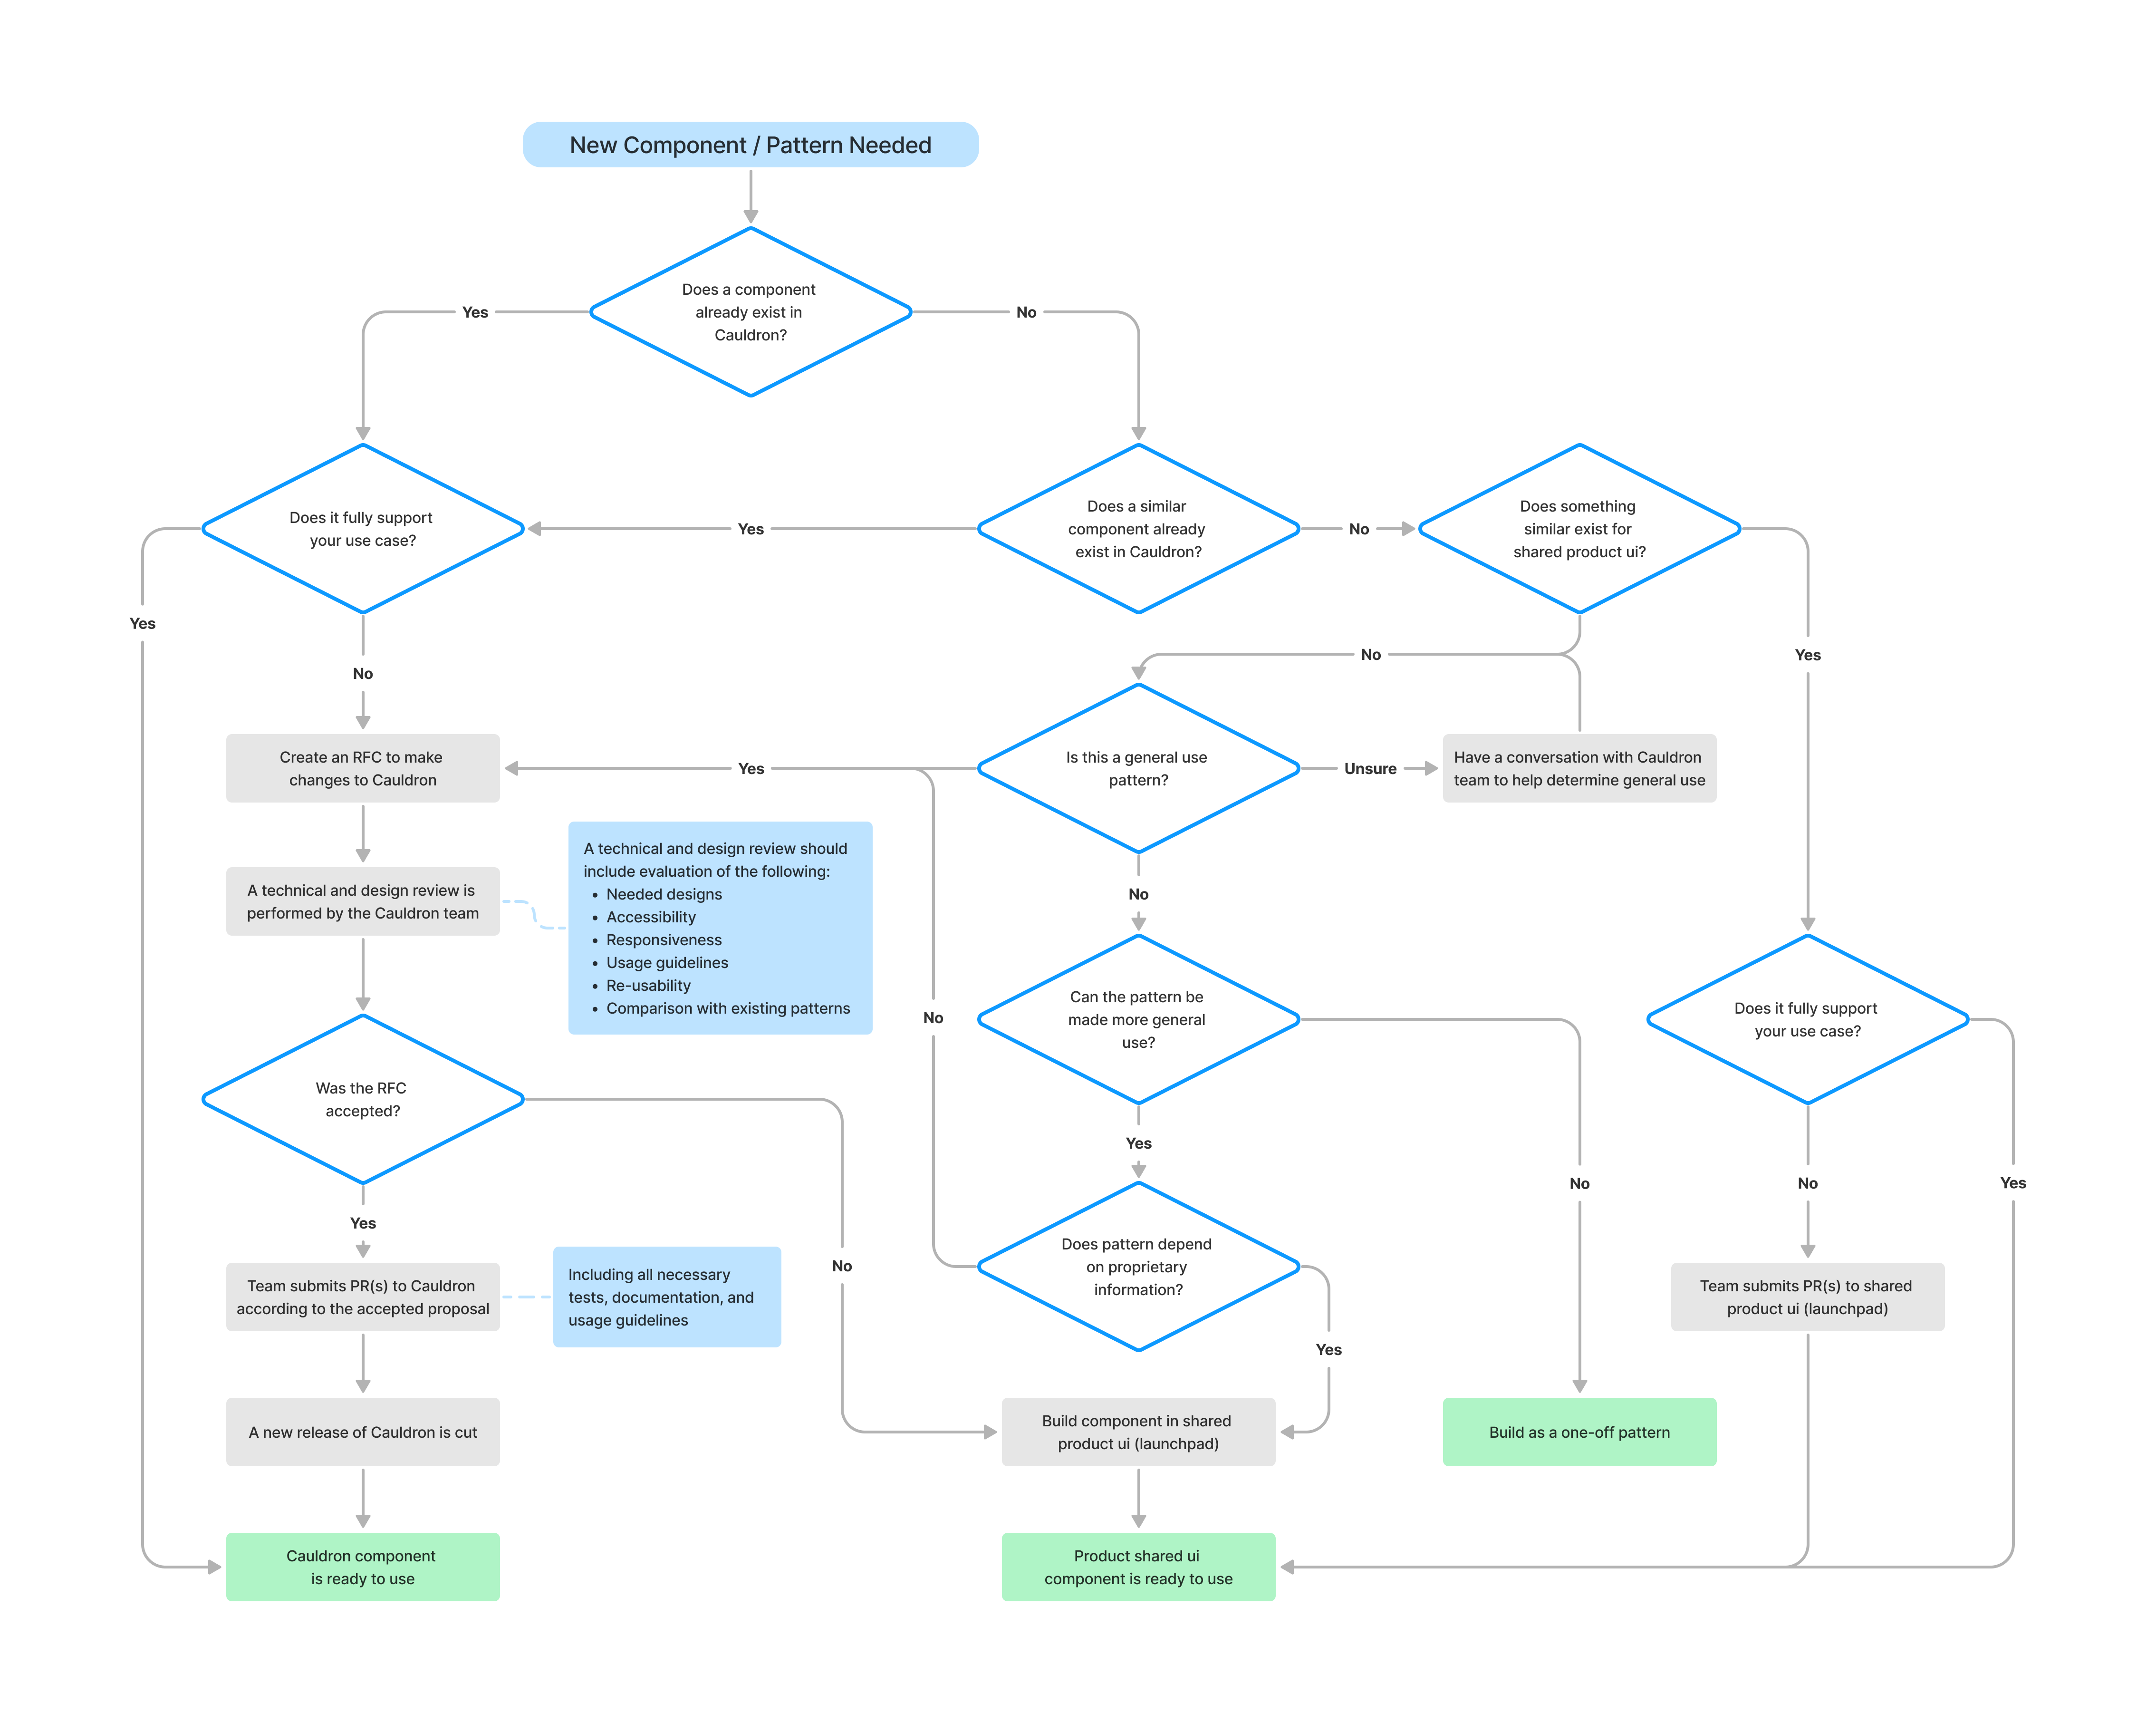 New Component / Pattern Needed
Does a component
already exist in
Cauldron?
Yes
No
Does it fully support
your use case?
Yes
Does a similar
component already
exist in Cauldron?
No
Does something
similar exist for
shared product ui?
Yes
No
No
Yes
Create an RFC to make
changes to Cauldron
Yes
Is this a general use
pattern?
Unsure
Have a conversation with Cauldron
team to help determine general use
A technical and design review is
performed by the Cauldron team
A technical and design review should
include evaluation of the following:
• Needed designs
• Accessibility
• Responsiveness
• Usage guidelines
• Re-usability
• Comparison with existing patterns
No
No
Can the pattern be
made more general
use?
Does it fully support
your use case?
Was the RFC
accepted?
Yes
No
No
Yes
Yes
Team submits PR(s) to Cauldron
according to the accepted proposal
Including all necessary
tests, documentation, and
usage guidelines
No
Does pattern depend
on proprietary
information?
Yes
Team submits PR(s) to shared
product ui (launchpad)
A new release of Cauldron is cut
Build component in shared
product ui (launchpad)
Build as a one-off pattern
Cauldron component
is ready to use
Product shared ui
component is ready to use